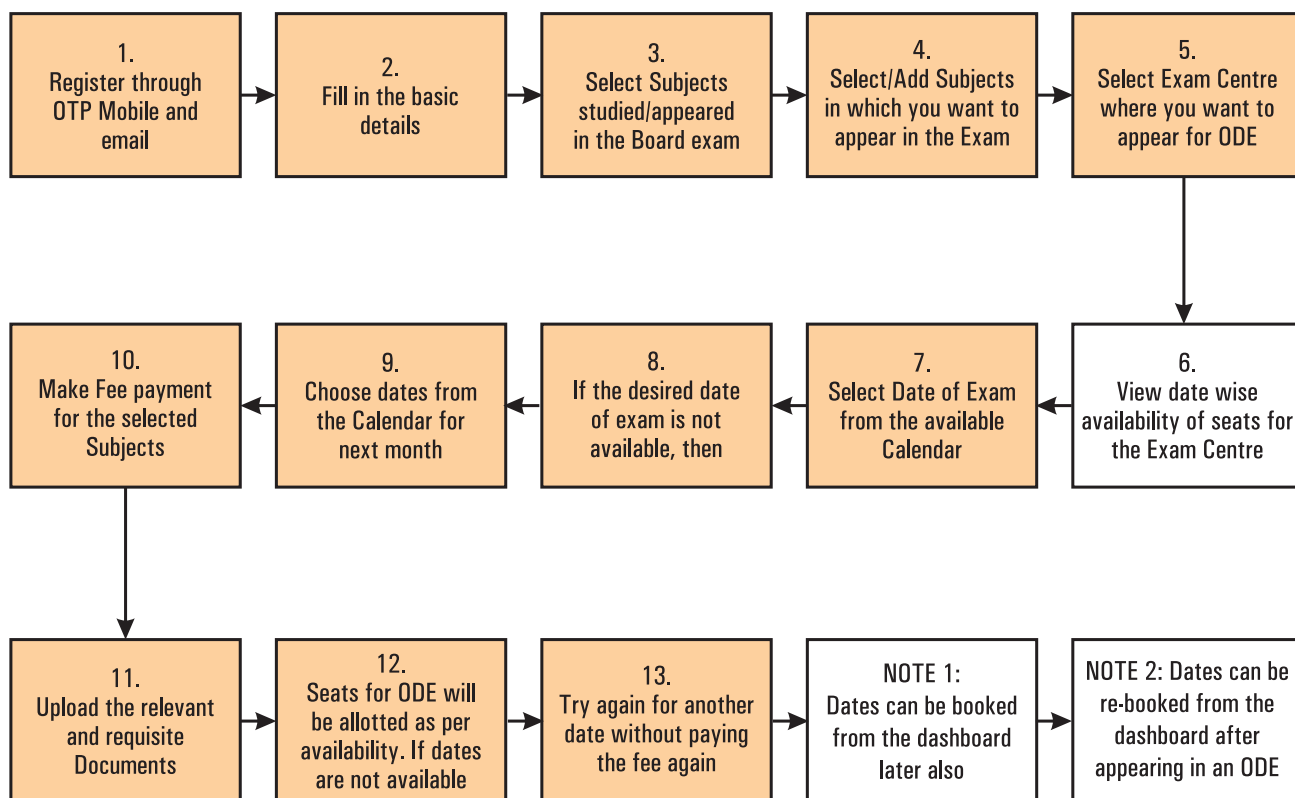 1.
Register through
OTP Mobile and
email
2.
Fill in the basic
details
3.
Select Subjects
studied/appeared
in the Board exam
4.
Select/Add Subjects
in which you want to
appear in the Exam
5.
Select Exam Centre
where you want to
appear for ODE
6.
View date wise
availability of seats for
the Exam Centre
7.
Select Date of Exam
from the available
Calendar
8.
If the desired date
of exam is not
available, then
9.
Choose dates from
the Calendar for
next month
10.
Make Fee payment
for the selected
Subjects
11.
Upload the relevant
and requisite
Documents
12.
Seats for ODE will
be allotted as per
availability. If dates
are not available
13.
Try again for another
date without paying
the fee again
NOTE 1:
Dates can be booked
from the dashboard
later also
NOTE 2: Dates can be
re-booked from the
dashboard after
appearing in an ODE